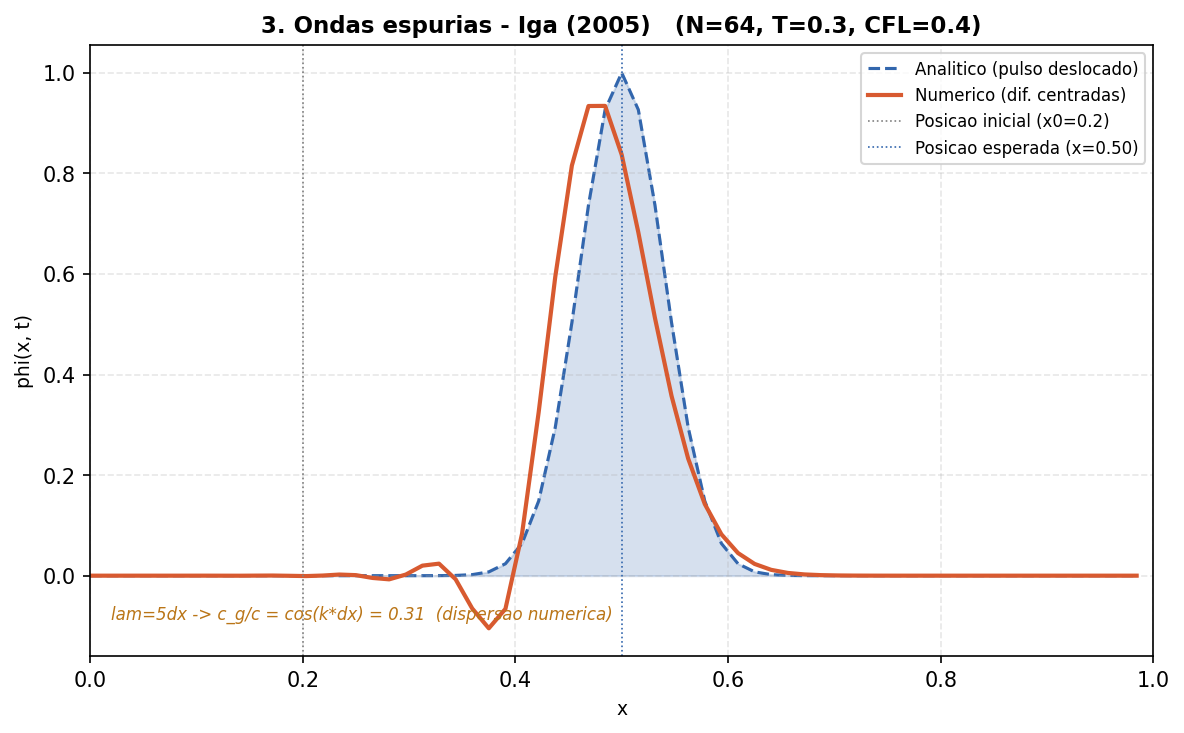 3. Ondas espurias - Iga (2005)   (N=64, T=0.3, CFL=0.4)
Analitico (pulso deslocado)
Numerico (dif. centradas)
Posicao inicial (x0=0.2)
Posicao esperada (x=0.50)
phi(x, t)
1.0
0.8
0.6
0.4
0.2
0.0
lam=5dx -> c_g/c = cos(k*dx) = 0.31  (dispersao numerica)
0.0 0.2 0.4 0.6 0.8 1.0
x